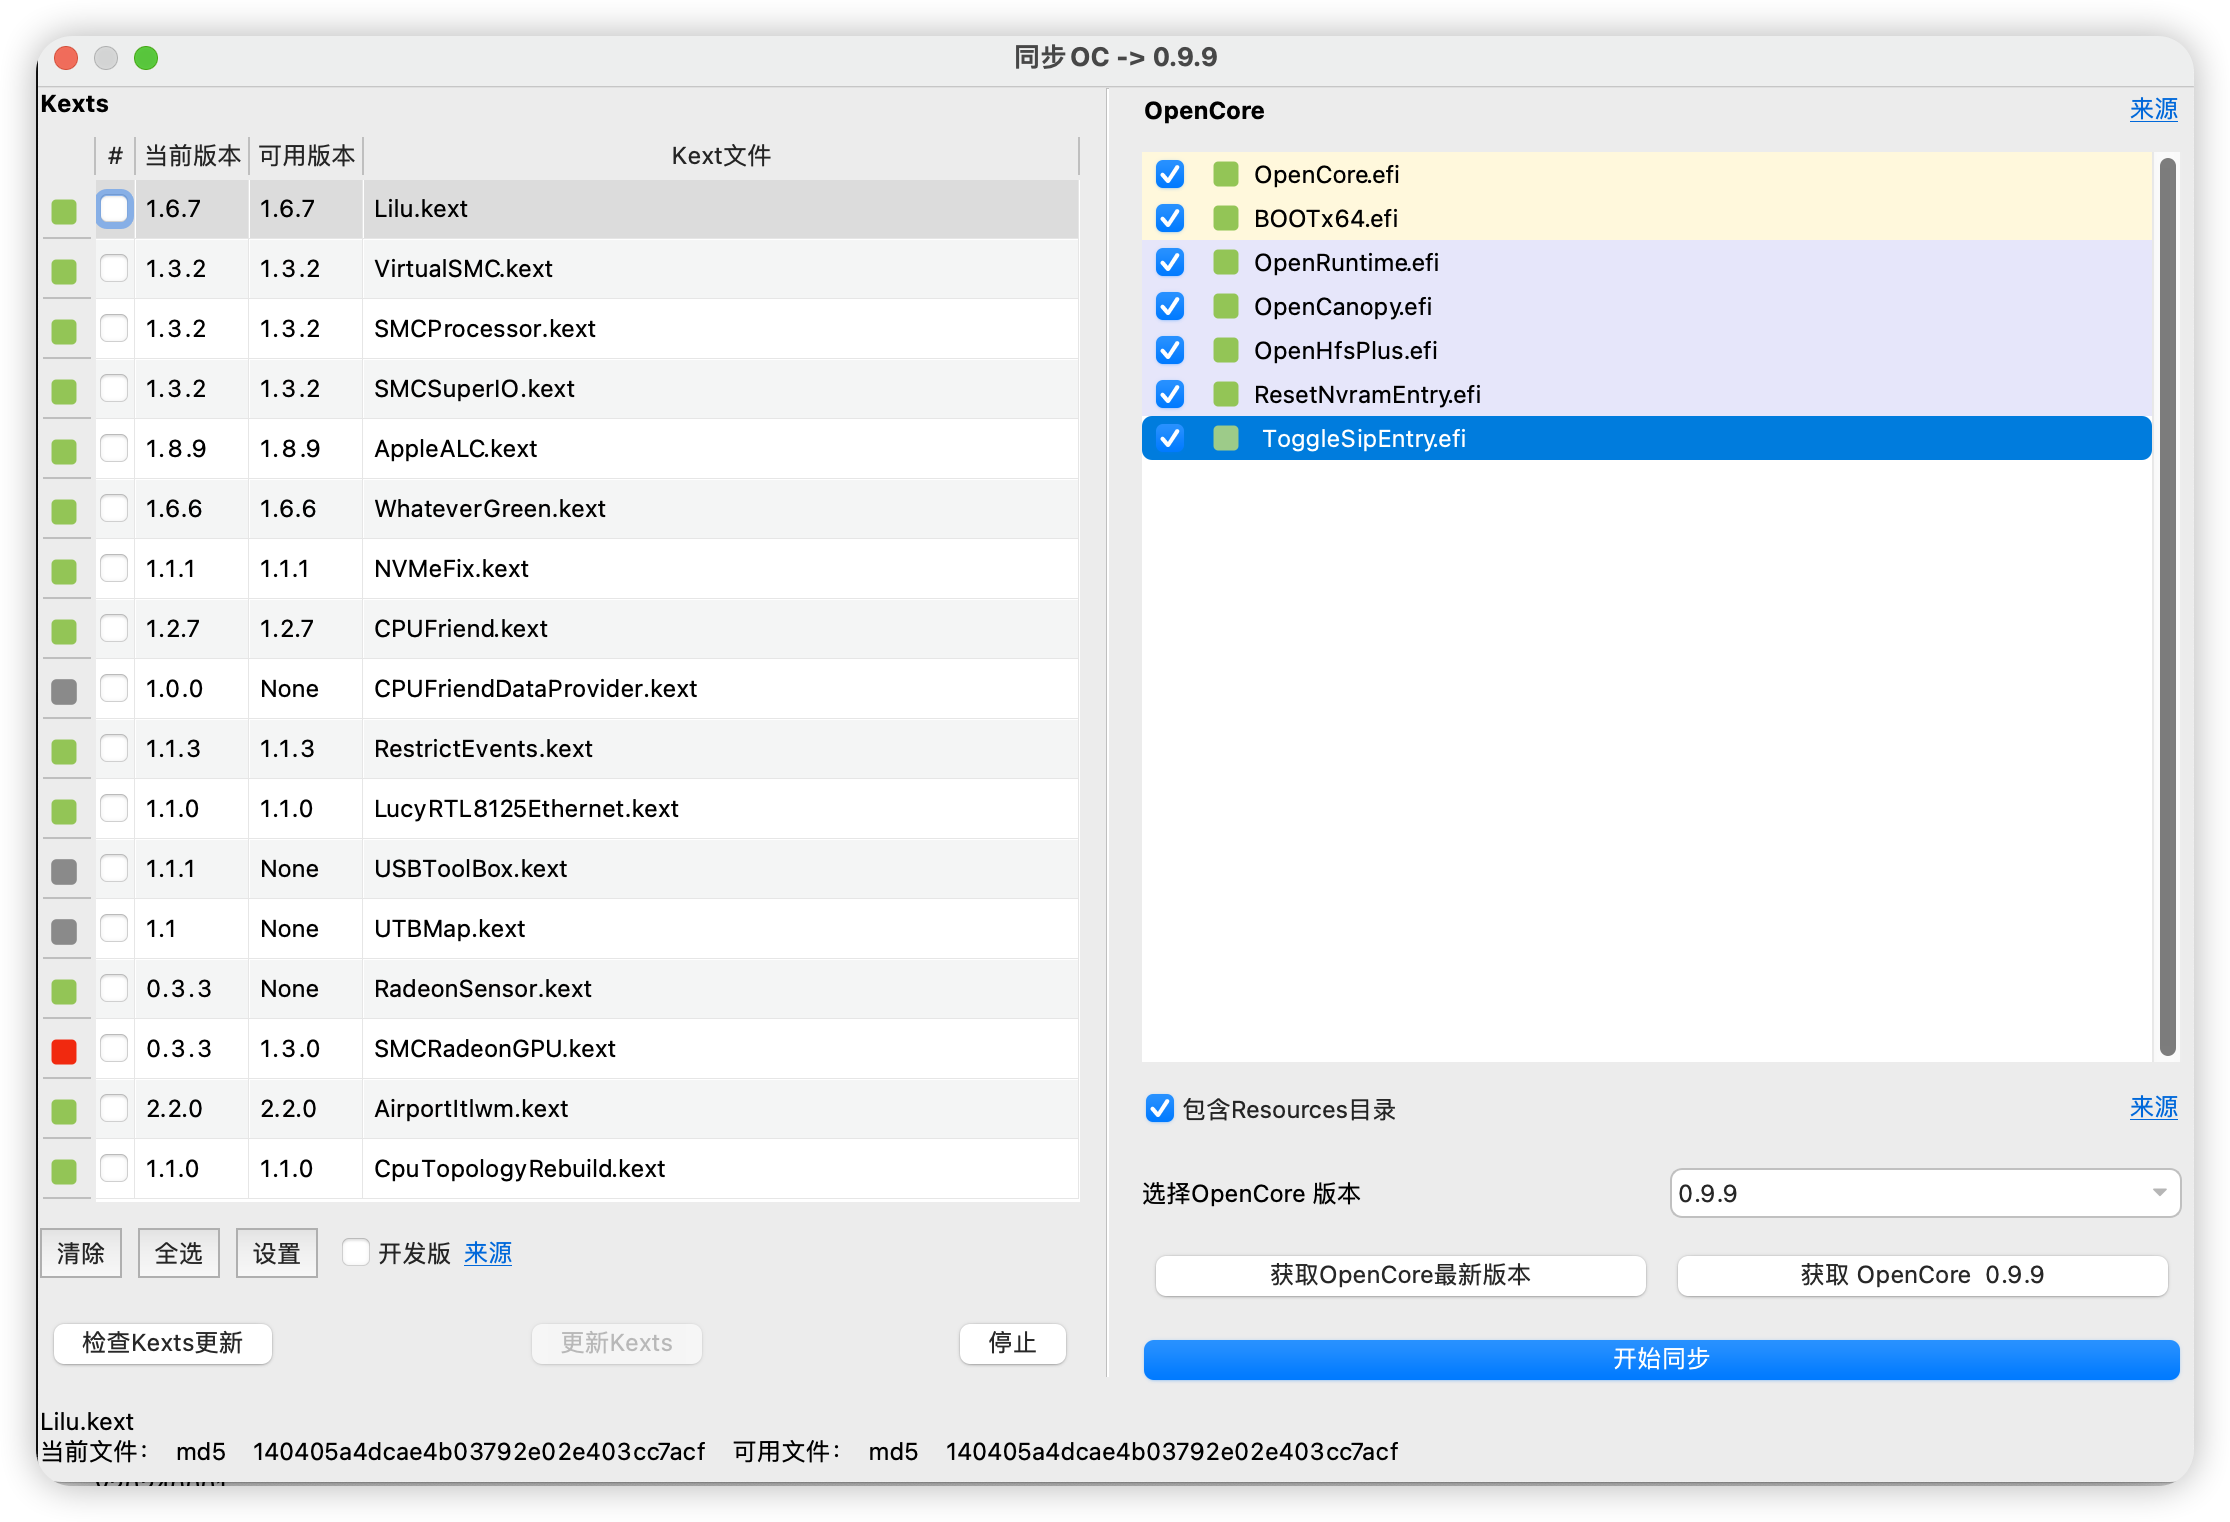 同步OC -> 0.9.9
Kexts
# 当前版本 可用版本 Kext文件
1.6.7 1.6.7 Lilu.kext
1.3.2 1.3.2 VirtualSMC.kext
1.3.2 1.3.2 SMCProcessor.kext
1.3.2 1.3.2 SMCSuperIO.kext
1.8.9 1.8.9 AppleALC.kext
1.6.6 1.6.6 WhateverGreen.kext
1.1.1 1.1.1 NVMeFix.kext
1.2.7 1.2.7 CPUFriend.kext
1.0.0 None CPUFriendDataProvider.kext
1.1.3 1.1.3 RestrictEvents.kext
1.1.0 1.1.0 LucyRTL8125Ethernet.kext
1.1.1 None USBToolBox.kext
1.1 None UTBMap.kext
0.3.3 None RadeonSensor.kext
0.3.3 1.3.0 SMCRadeonGPU.kext
2.2.0 2.2.0 AirportItlwm.kext
1.1.0 1.1.0 CpuTopologyRebuild.kext
清除 全选 设置 开发版 来源
检查Kexts更新 更新Kexts 停止
OpenCore 来源
OpenCore.efi
BOOTx64.efi
OpenRuntime.efi
OpenCanopy.efi
OpenHfsPlus.efi
ResetNvramEntry.efi
ToggleSipEntry.efi
包含Resources目录 来源
选择OpenCore 版本 0.9.9
获取OpenCore最新版本 获取 OpenCore 0.9.9
开始同步
Lilu.kext
当前文件： md5 140405a4dcae4b03792e02e403cc7acf 可用文件： md5 140405a4dcae4b03792e02e403cc7acf